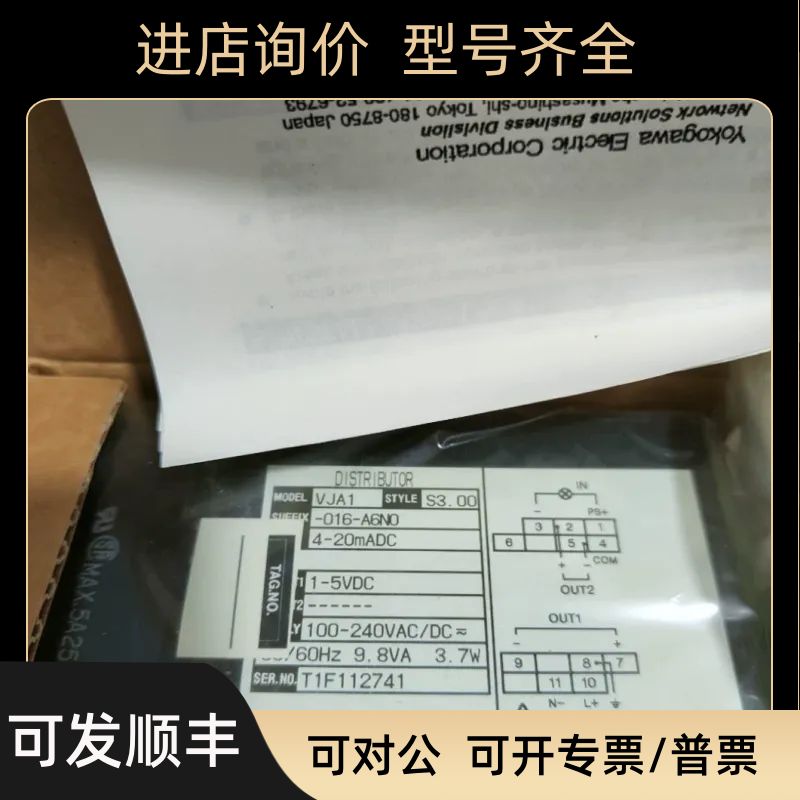 进店询价 型号齐全
Yokogawa Electric Corporation
Network Solutions Business Divislion
Musashino-shi, Tokyo 180-8750 Japan
52-6793
DISTRIBUTOR
MODEL VJA1 STYLE S3.00
SUFFIX -016-A6N0
4-20mADC
1-5VDC
------
100-240VAC/DC
/60Hz 9.8VA 3.7W
SER.NO. T1F112741
TAG.NO.
MAX.5A25
IN
- PS+
3 2 1
6 5 4
+ - COM
OUT2
OUT1
- +
9 8 7
11 10
N- L+
可发顺丰
可对公 可开专票/普票